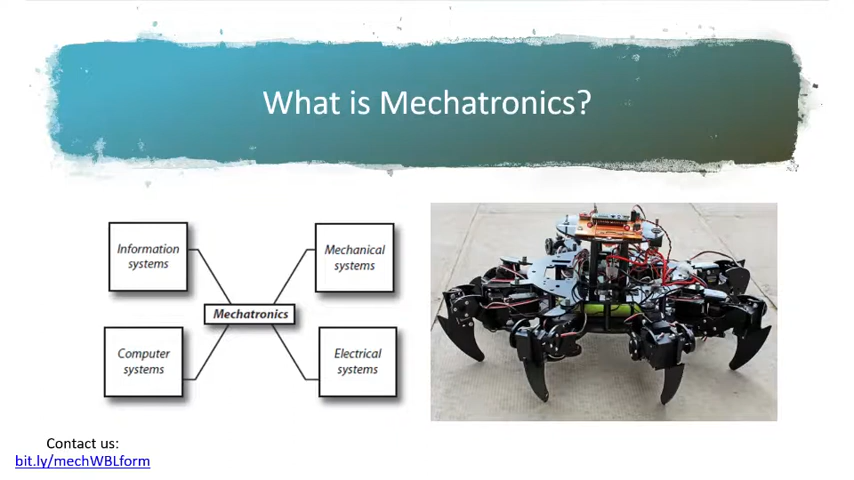 What is Mechatronics?
Information
systems
Mechanical
systems
Mechatronics
Computer
systems
Electrical
systems
Contact us:
bit.ly/mechWBLform